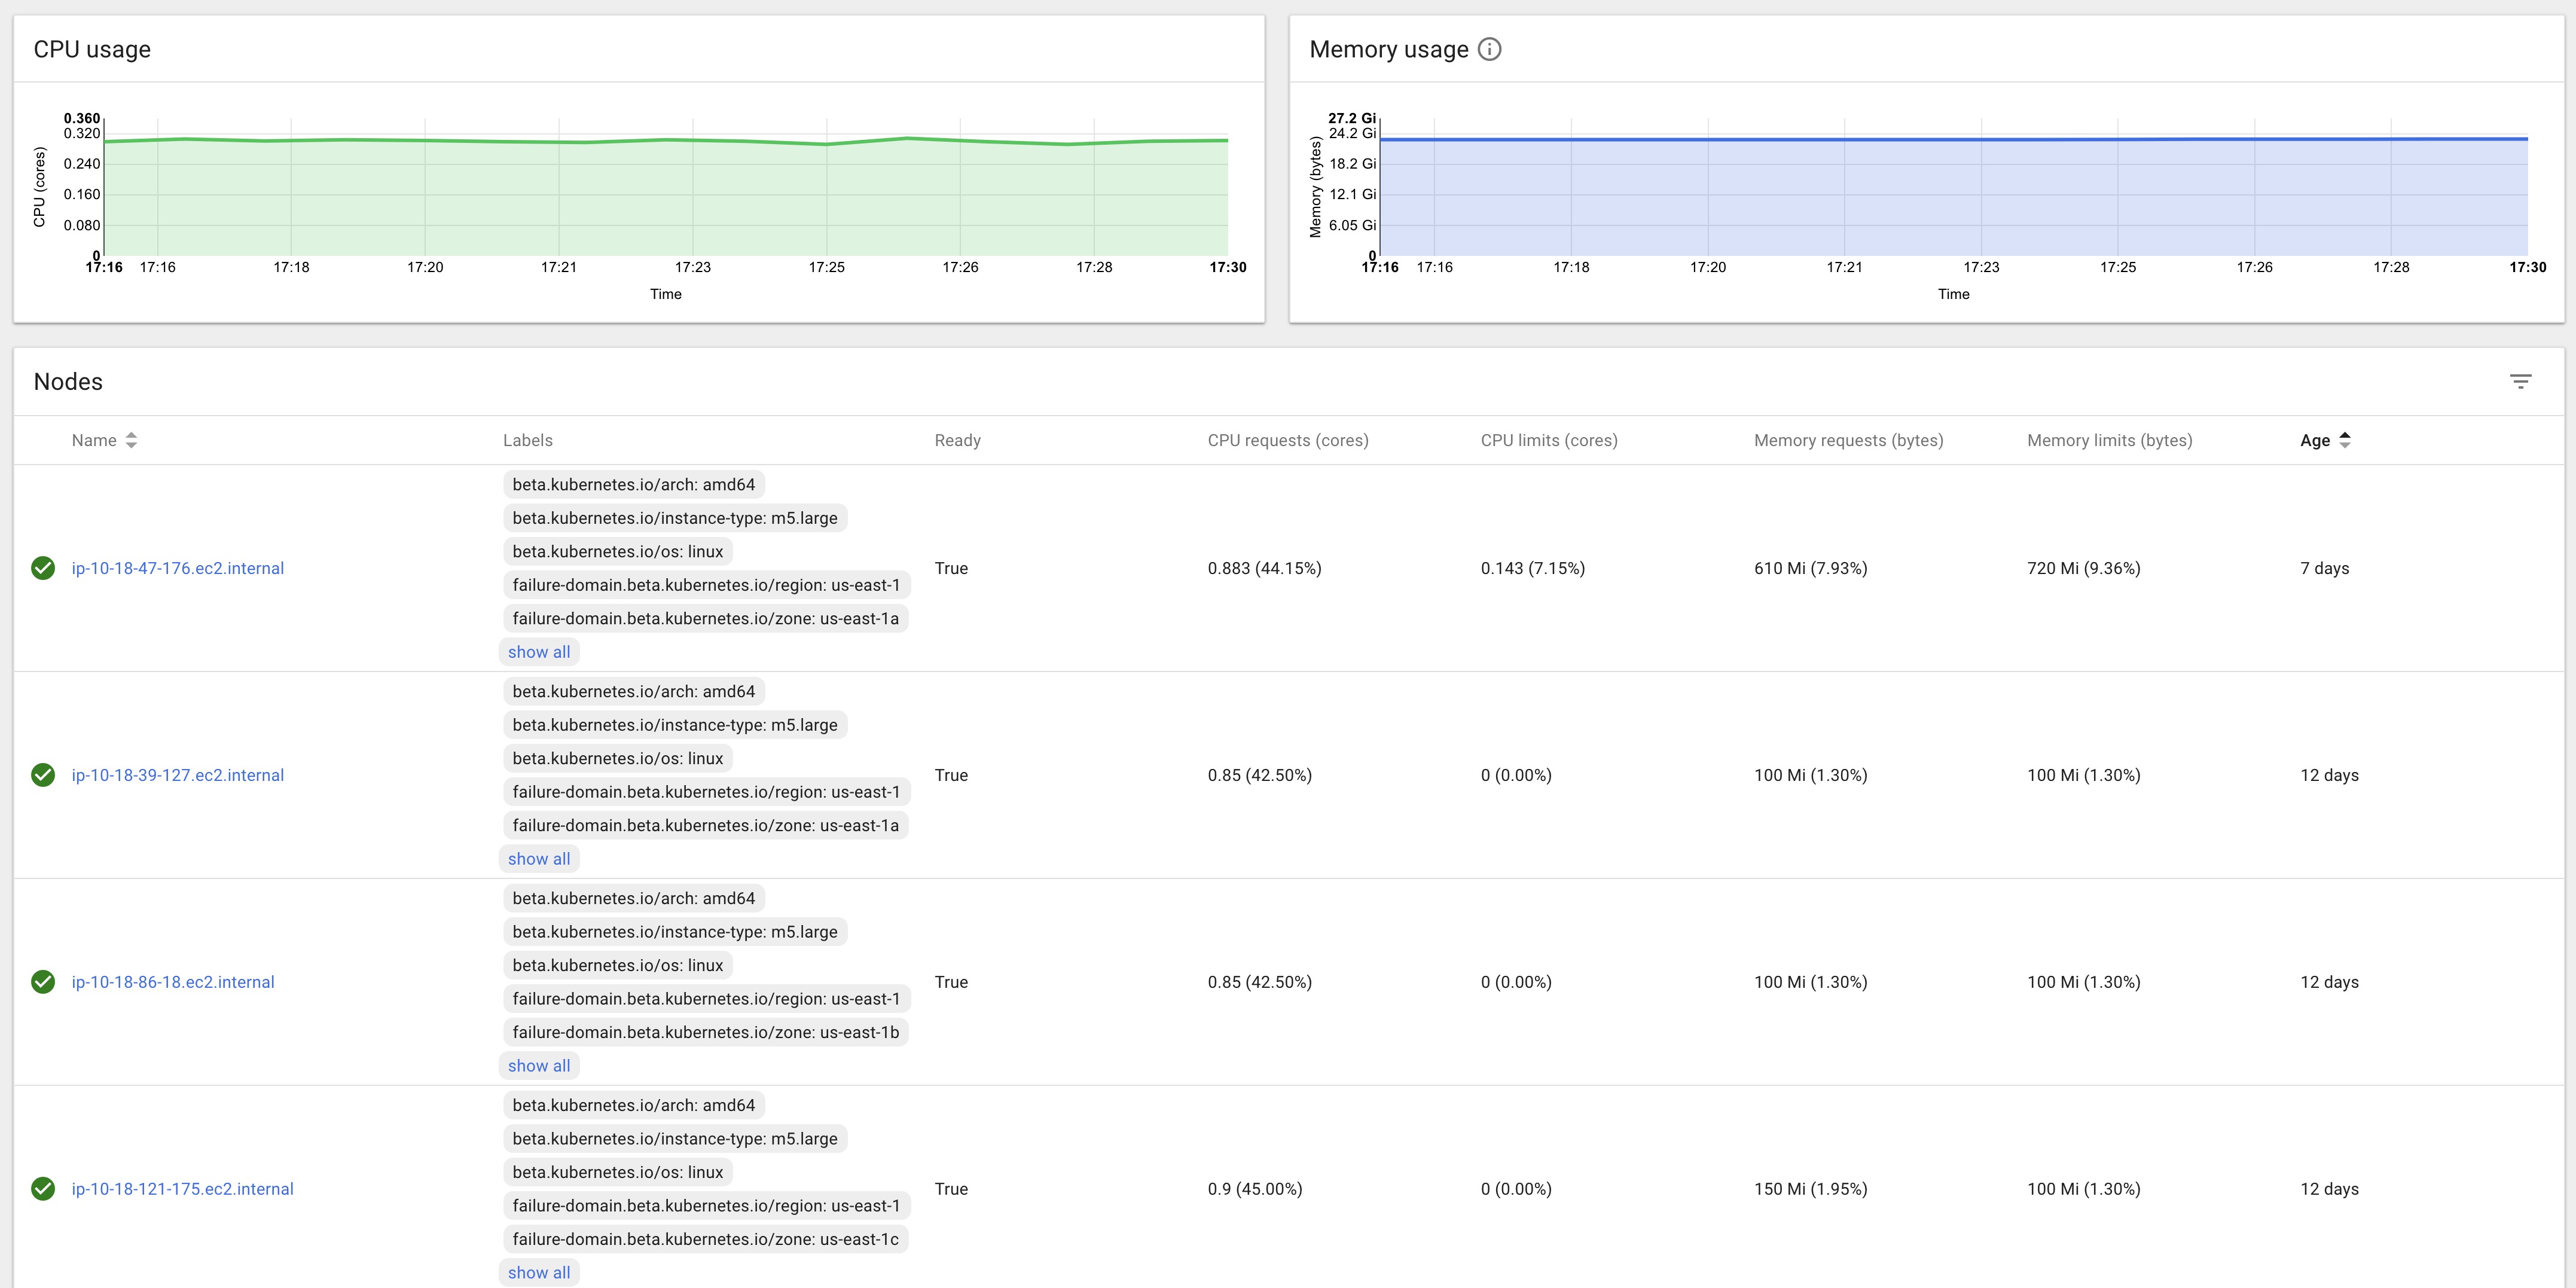 CPU usage
0.360
0.320
0.240
0.160
0.080
0
CPU (cores)
17:16 17:16 17:18 17:20 17:21 17:23 17:25 17:26 17:28 17:30
Time
Memory usage
27.2 Gi
24.2 Gi
18.2 Gi
12.1 Gi
6.05 Gi
0
Memory (bytes)
17:16 17:16 17:18 17:20 17:21 17:23 17:25 17:26 17:28 17:30
Time
Nodes
Name Labels Ready CPU requests (cores) CPU limits (cores) Memory requests (bytes) Memory limits (bytes) Age
beta.kubernetes.io/arch: amd64
beta.kubernetes.io/instance-type: m5.large
beta.kubernetes.io/os: linux
ip-10-18-47-176.ec2.internal True 0.883 (44.15%) 0.143 (7.15%) 610 Mi (7.93%) 720 Mi (9.36%) 7 days
failure-domain.beta.kubernetes.io/region: us-east-1
failure-domain.beta.kubernetes.io/zone: us-east-1a
show all
beta.kubernetes.io/arch: amd64
beta.kubernetes.io/instance-type: m5.large
beta.kubernetes.io/os: linux
ip-10-18-39-127.ec2.internal True 0.85 (42.50%) 0 (0.00%) 100 Mi (1.30%) 100 Mi (1.30%) 12 days
failure-domain.beta.kubernetes.io/region: us-east-1
failure-domain.beta.kubernetes.io/zone: us-east-1a
show all
beta.kubernetes.io/arch: amd64
beta.kubernetes.io/instance-type: m5.large
beta.kubernetes.io/os: linux
ip-10-18-86-18.ec2.internal True 0.85 (42.50%) 0 (0.00%) 100 Mi (1.30%) 100 Mi (1.30%) 12 days
failure-domain.beta.kubernetes.io/region: us-east-1
failure-domain.beta.kubernetes.io/zone: us-east-1b
show all
beta.kubernetes.io/arch: amd64
beta.kubernetes.io/instance-type: m5.large
beta.kubernetes.io/os: linux
ip-10-18-121-175.ec2.internal True 0.9 (45.00%) 0 (0.00%) 150 Mi (1.95%) 100 Mi (1.30%) 12 days
failure-domain.beta.kubernetes.io/region: us-east-1
failure-domain.beta.kubernetes.io/zone: us-east-1c
show all